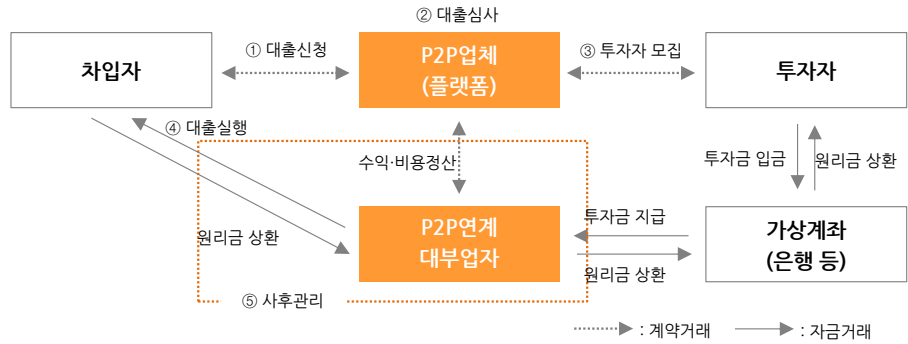 ② 대출심사
차입자
① 대출신청
P2P업체
(플랫폼)
③ 투자자 모집
투자자
④ 대출실행
수익·비용정산
투자금 입금
원리금 상환
원리금 상환
P2P연계
대부업자
투자금 지급
원리금 상환
가상계좌
(은행 등)
⑤ 사후관리
: 계약거래
: 자금거래